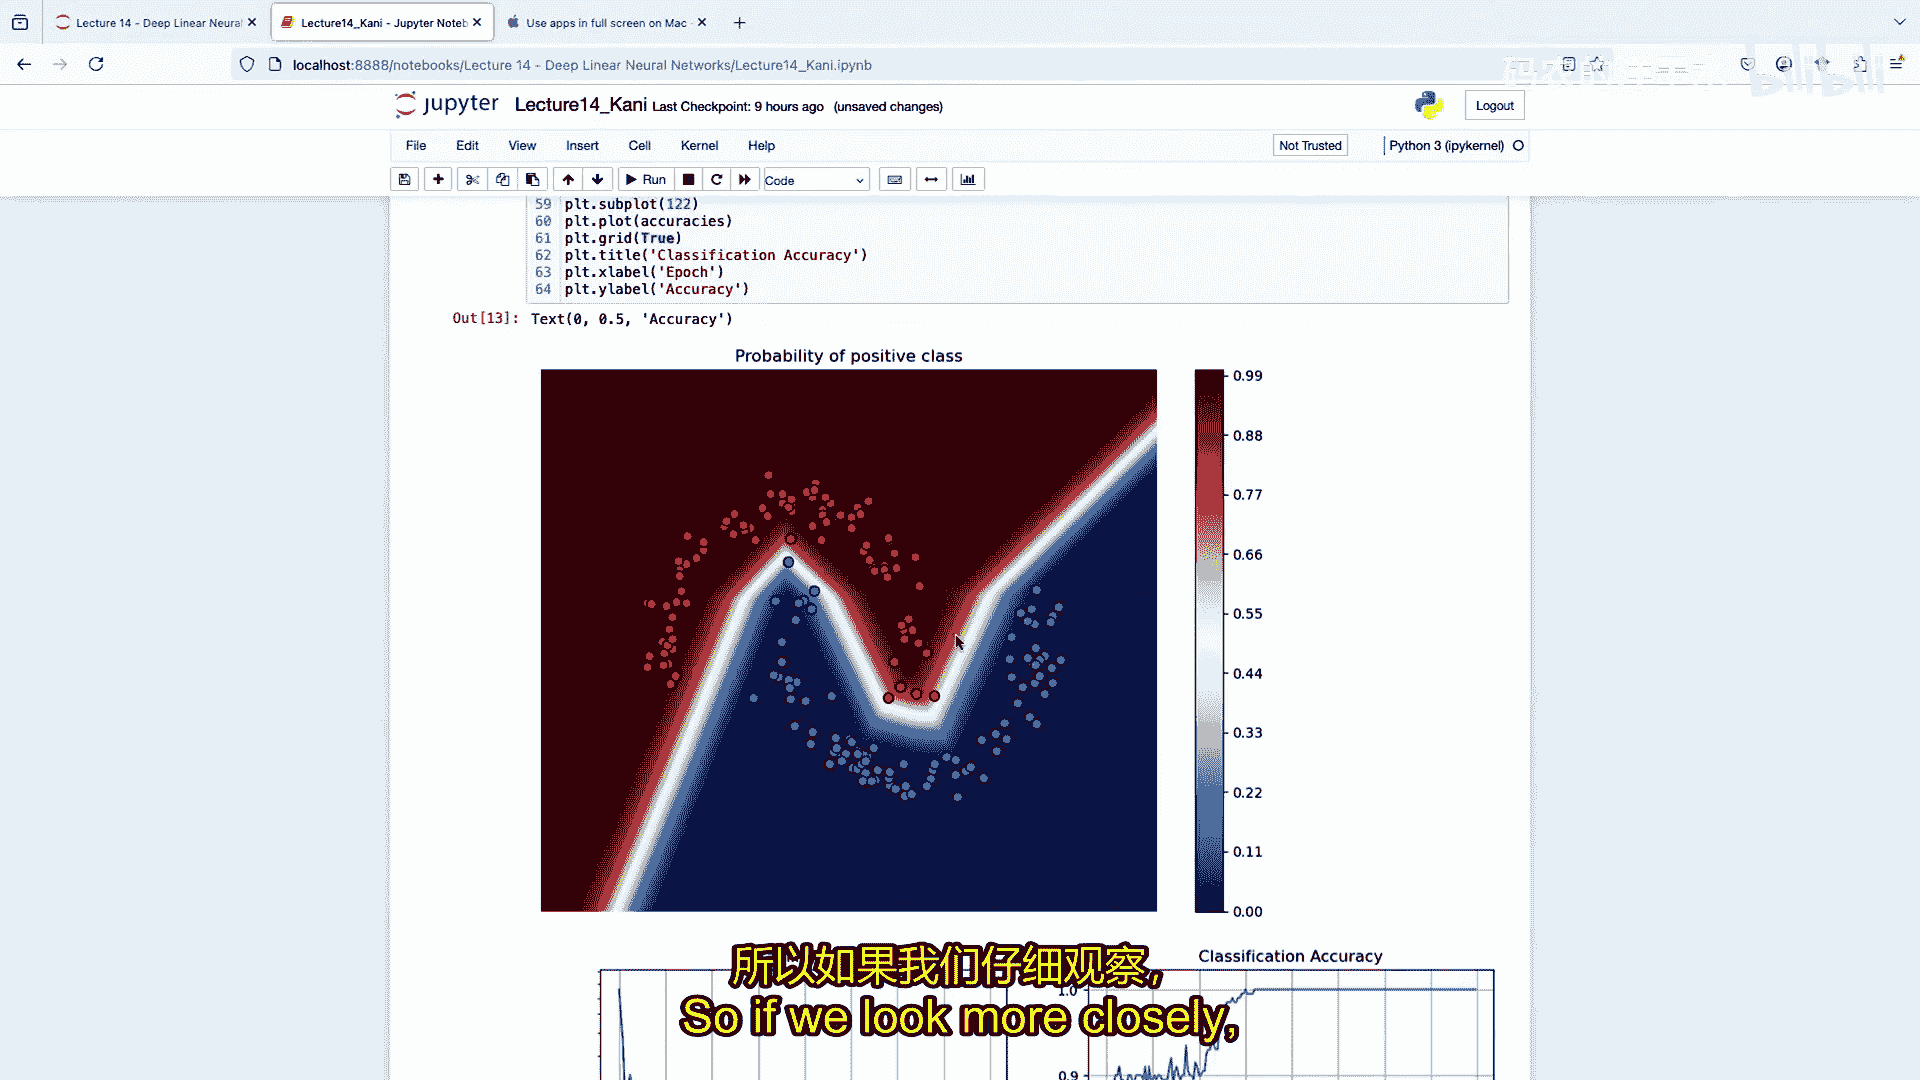 Lecture 14 - Deep Linear Neural
Lecture14_Kani - Jupyter Noteb
Use apps in full screen on Mac
localhost:8888/notebooks/Lecture 14 - Deep Linear Neural Networks/Lecture14_Kani.ipynb
bilibili
jupyter Lecture14_Kani Last Checkpoint: 9 hours ago (unsaved changes)
Logout
File Edit View Insert Cell Kernel Help
Not Trusted
Python 3 (ipykernel)
Run
Code
59 plt.subplot(122)
60 plt.plot(accuracies)
61 plt.grid(True)
62 plt.title('Classification Accuracy')
63 plt.xlabel('Epoch')
64 plt.ylabel('Accuracy')
Out[13]: Text(0, 0.5, 'Accuracy')
Probability of positive class
0.99
0.88
0.77
0.66
0.55
0.44
0.33
0.22
0.11
0.00
Classification Accuracy
1.0
0.9
所以如果我们仔细观察,
So if we look more closely,